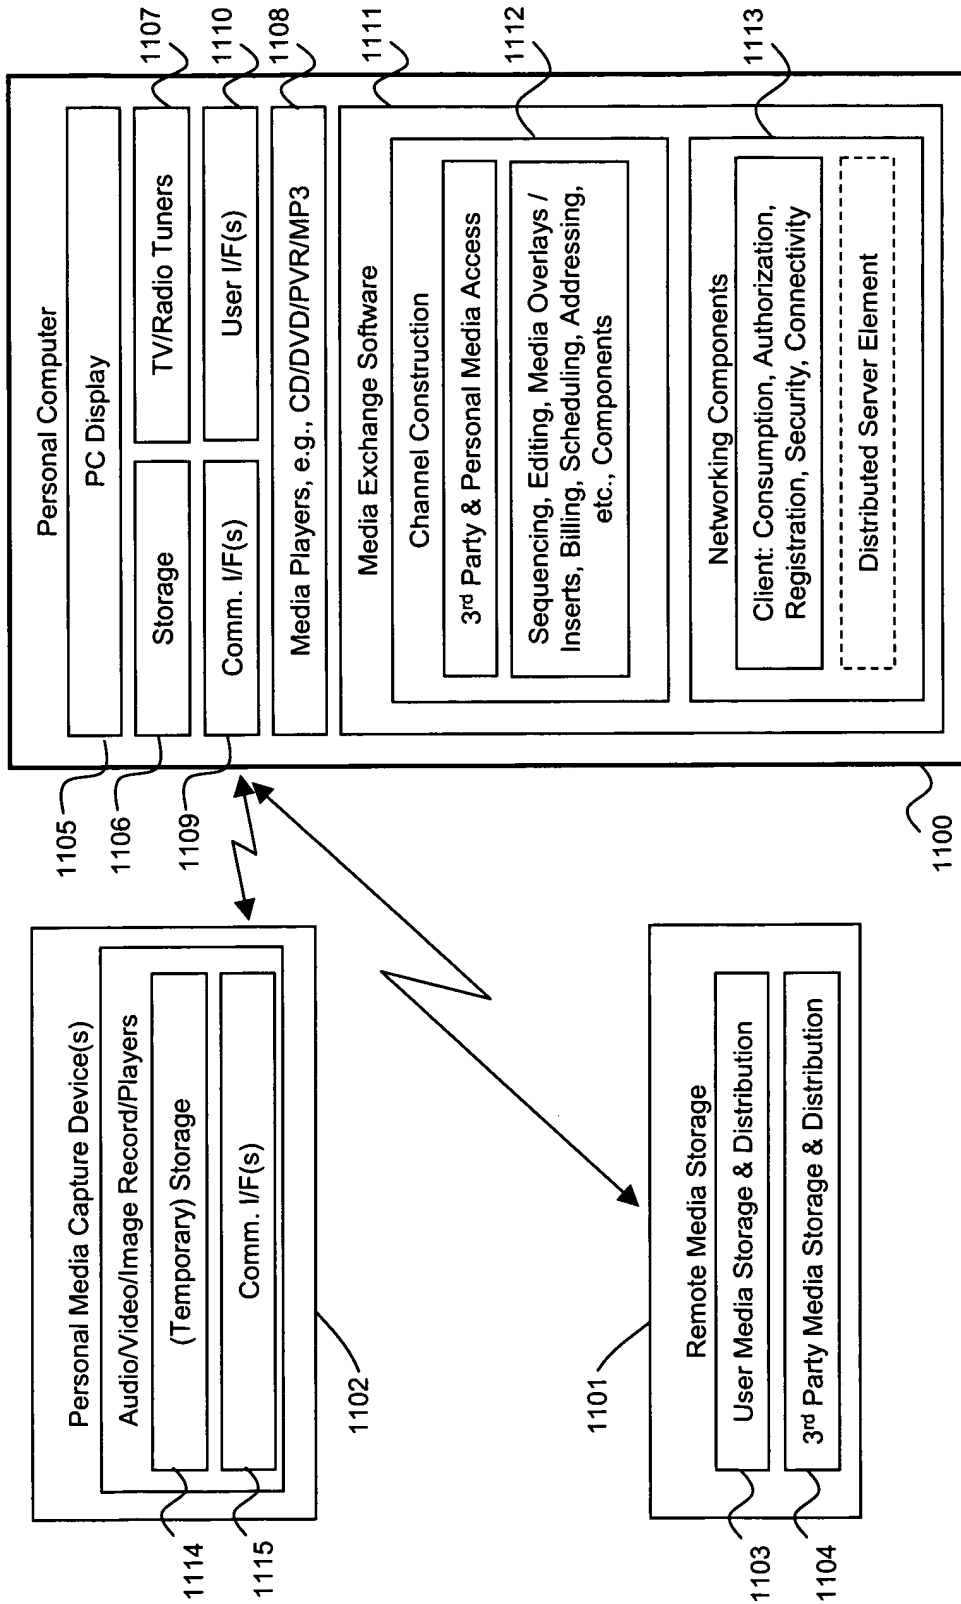 Personal Media Capture Device(s)
Audio/Video/Image Record/Players
(Temporary) Storage
Comm. I/F(s)
1114
1115
1102
Remote Media Storage
User Media Storage & Distribution
3rd Party Media Storage & Distribution
1101
1103
1104
Personal Computer
PC Display
Storage
TV/Radio Tuners
Comm. I/F(s)
User I/F(s)
Media Players, e.g., CD/DVD/PVR/MP3
Media Exchange Software
Channel Construction
3rd Party & Personal Media Access
Sequencing, Editing, Media Overlays /
Inserts, Billing, Scheduling, Addressing,
etc., Components
Networking Components
Client: Consumption, Authorization,
Registration, Security, Connectivity
Distributed Server Element
1105
1106
1109
1107
1110
1108
1111
1112
1113
1100